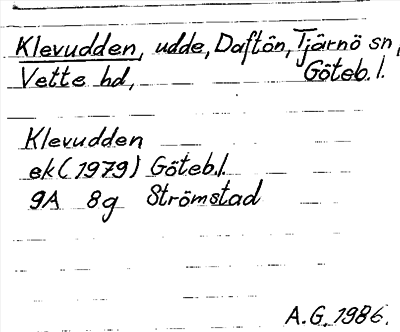 Klevudden, udde, Daftön, Tjärnö sn,
Vette hd, Göteb. l.
Klevudden
ek (1979) Göteb.l.
9A 8g Strömstad
A.G. 1986.